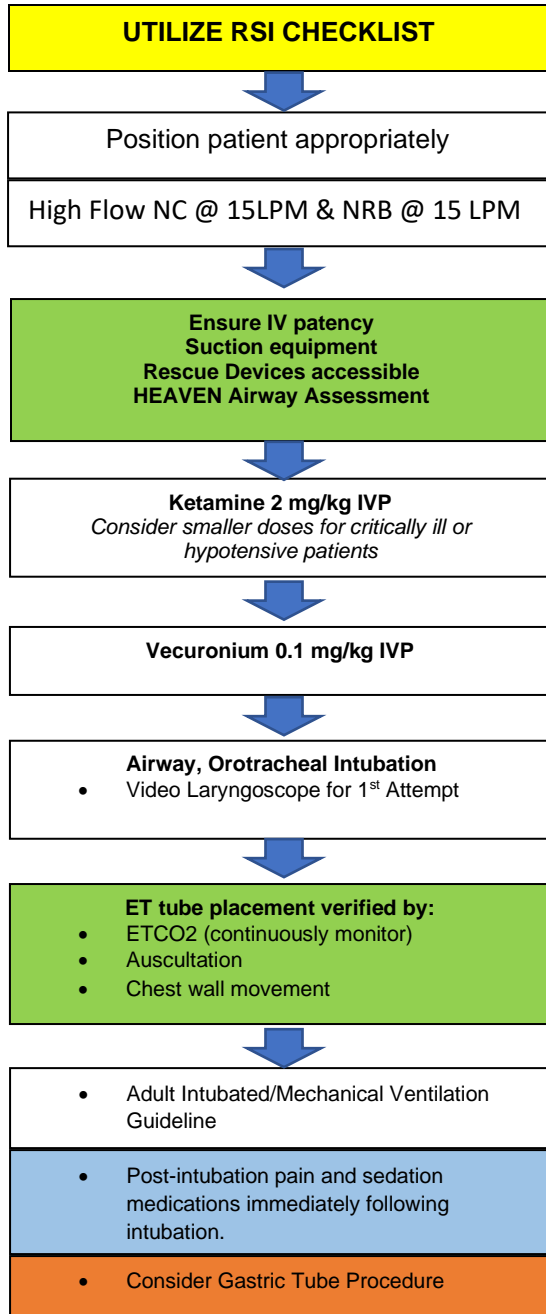 UTILIZE RSI CHECKLIST
Position patient appropriately
High Flow NC @ 15LPM & NRB @ 15 LPM
Ensure IV patency
Suction equipment
Rescue Devices accessible
HEAVEN Airway Assessment
Ketamine 2 mg/kg IVP
Consider smaller doses for critically ill or
hypotensive patients
Vecuronium 0.1 mg/kg IVP
Airway, Orotracheal Intubation
• Video Laryngoscope for 1st Attempt
ET tube placement verified by:
• ETCO2 (continuously monitor)
• Auscultation
• Chest wall movement
• Adult Intubated/Mechanical Ventilation
Guideline
• Post-intubation pain and sedation
medications immediately following
intubation.
• Consider Gastric Tube Procedure